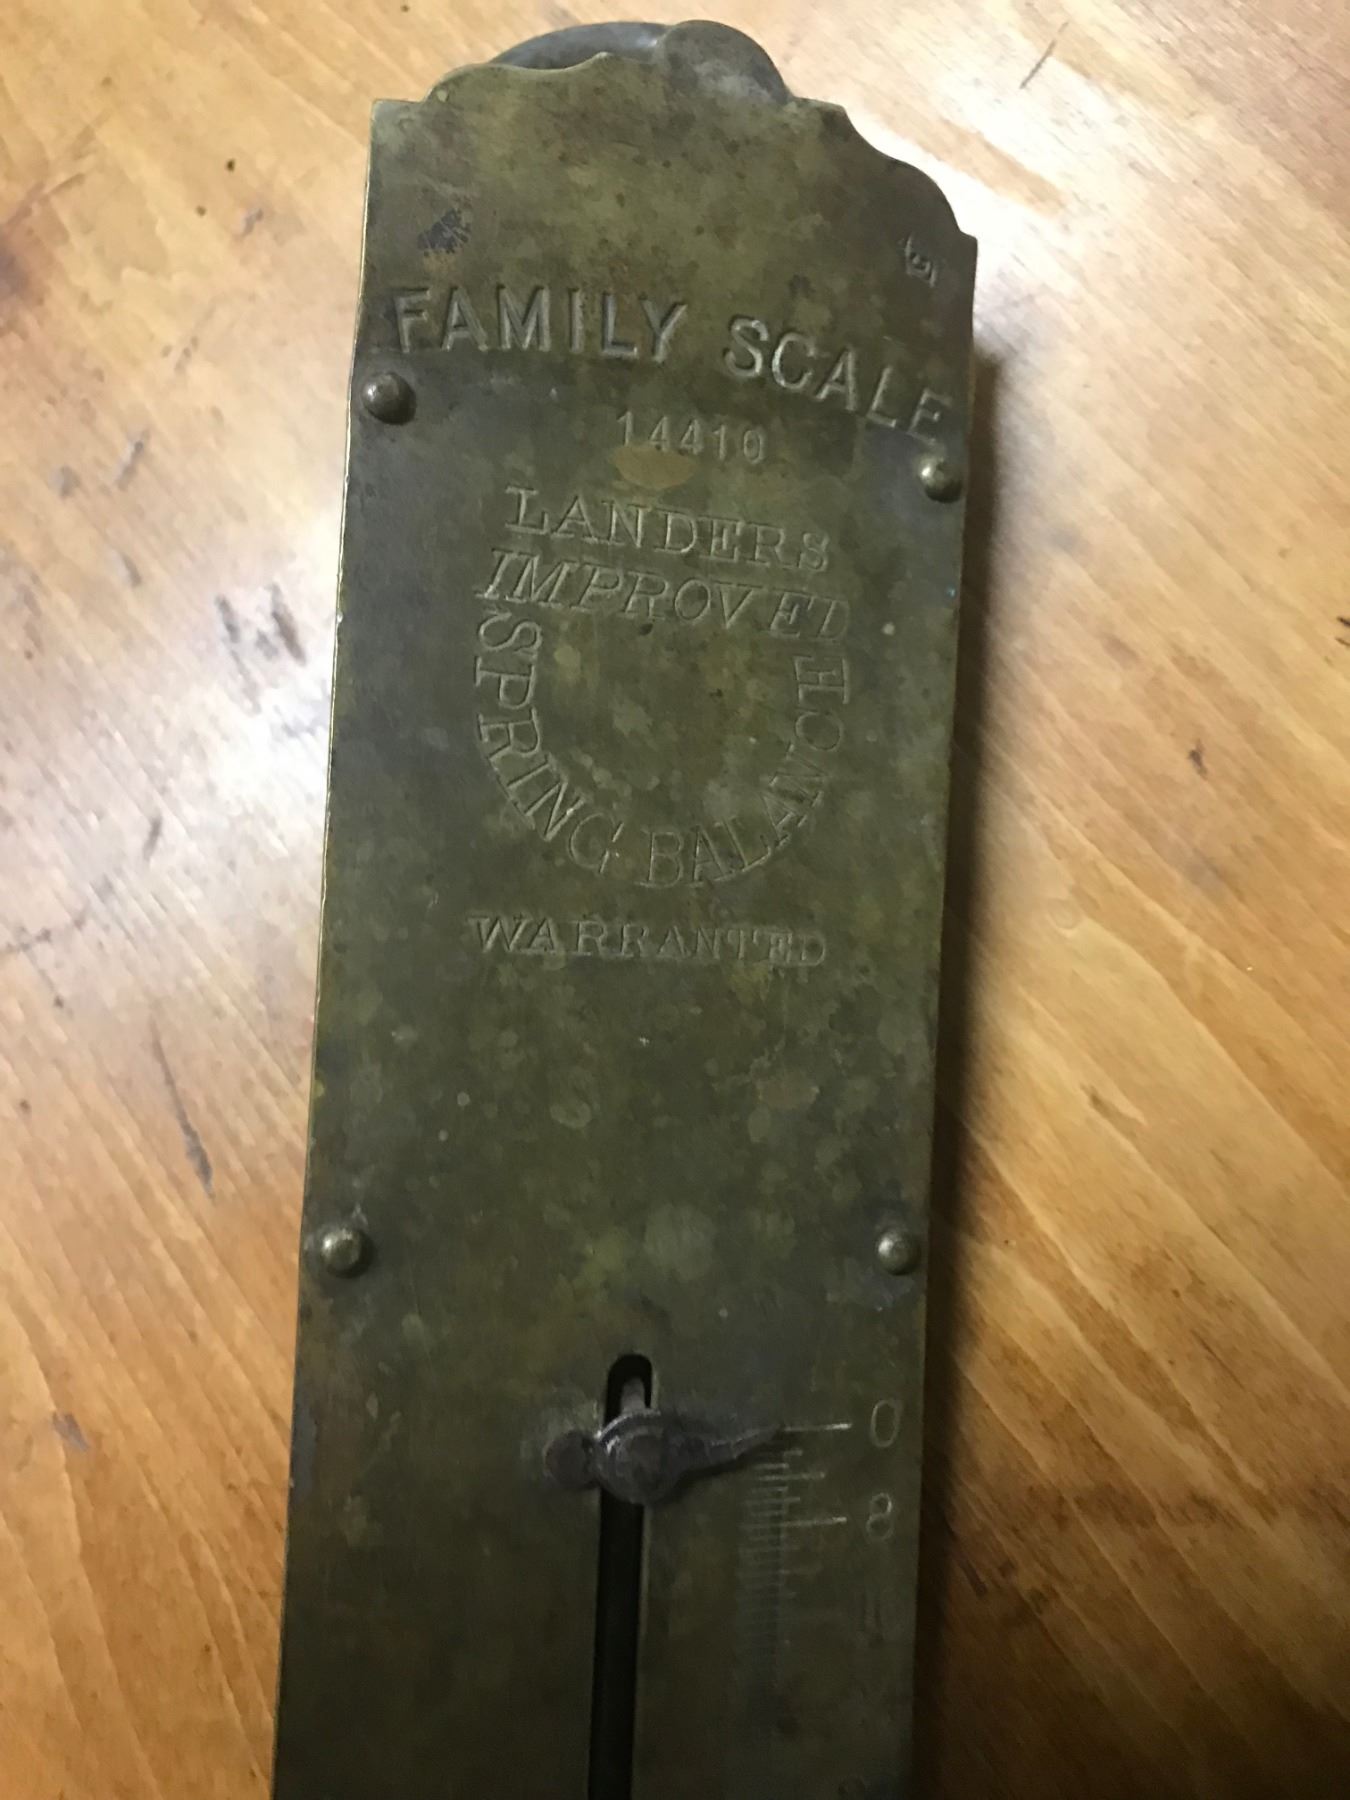 FAMILY SCALE
14410
LANDERS
IMPROVED
SPRING BALANCE
WARRANTED
0
8